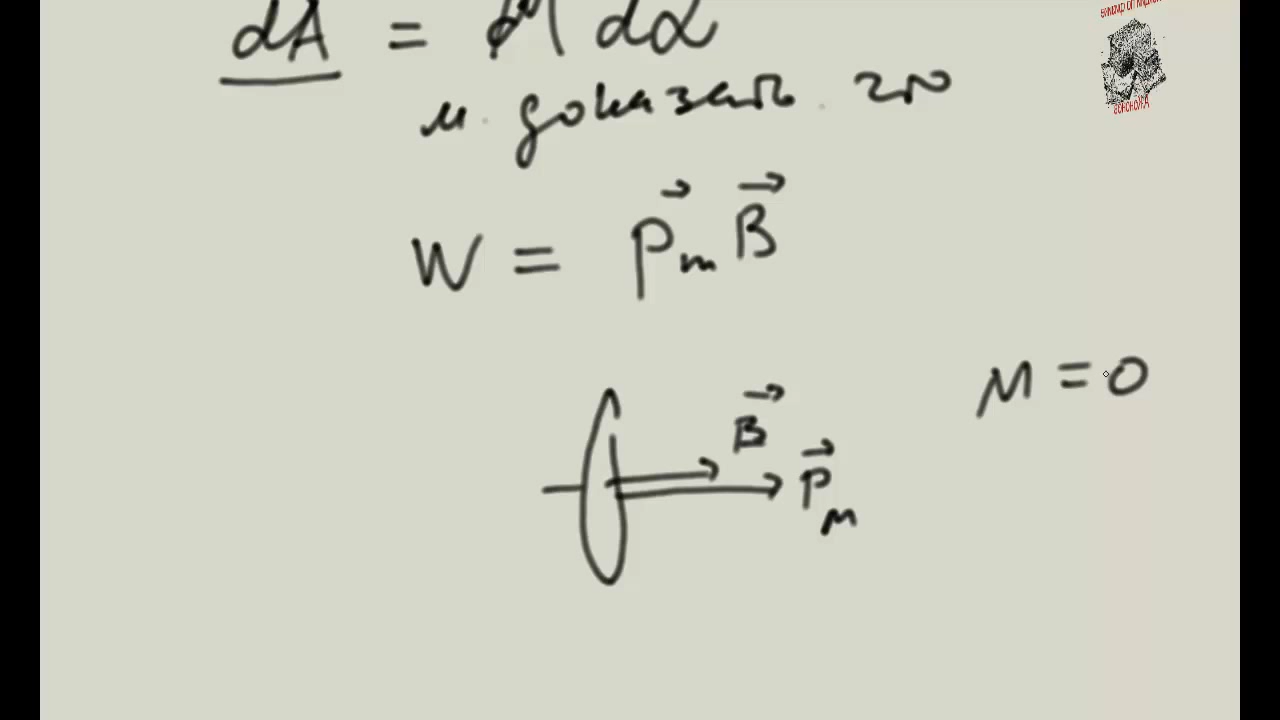 dA = M dα
и доказать что
W = P⃗ₘ B⃗
M = 0
B⃗
P⃗ₘ